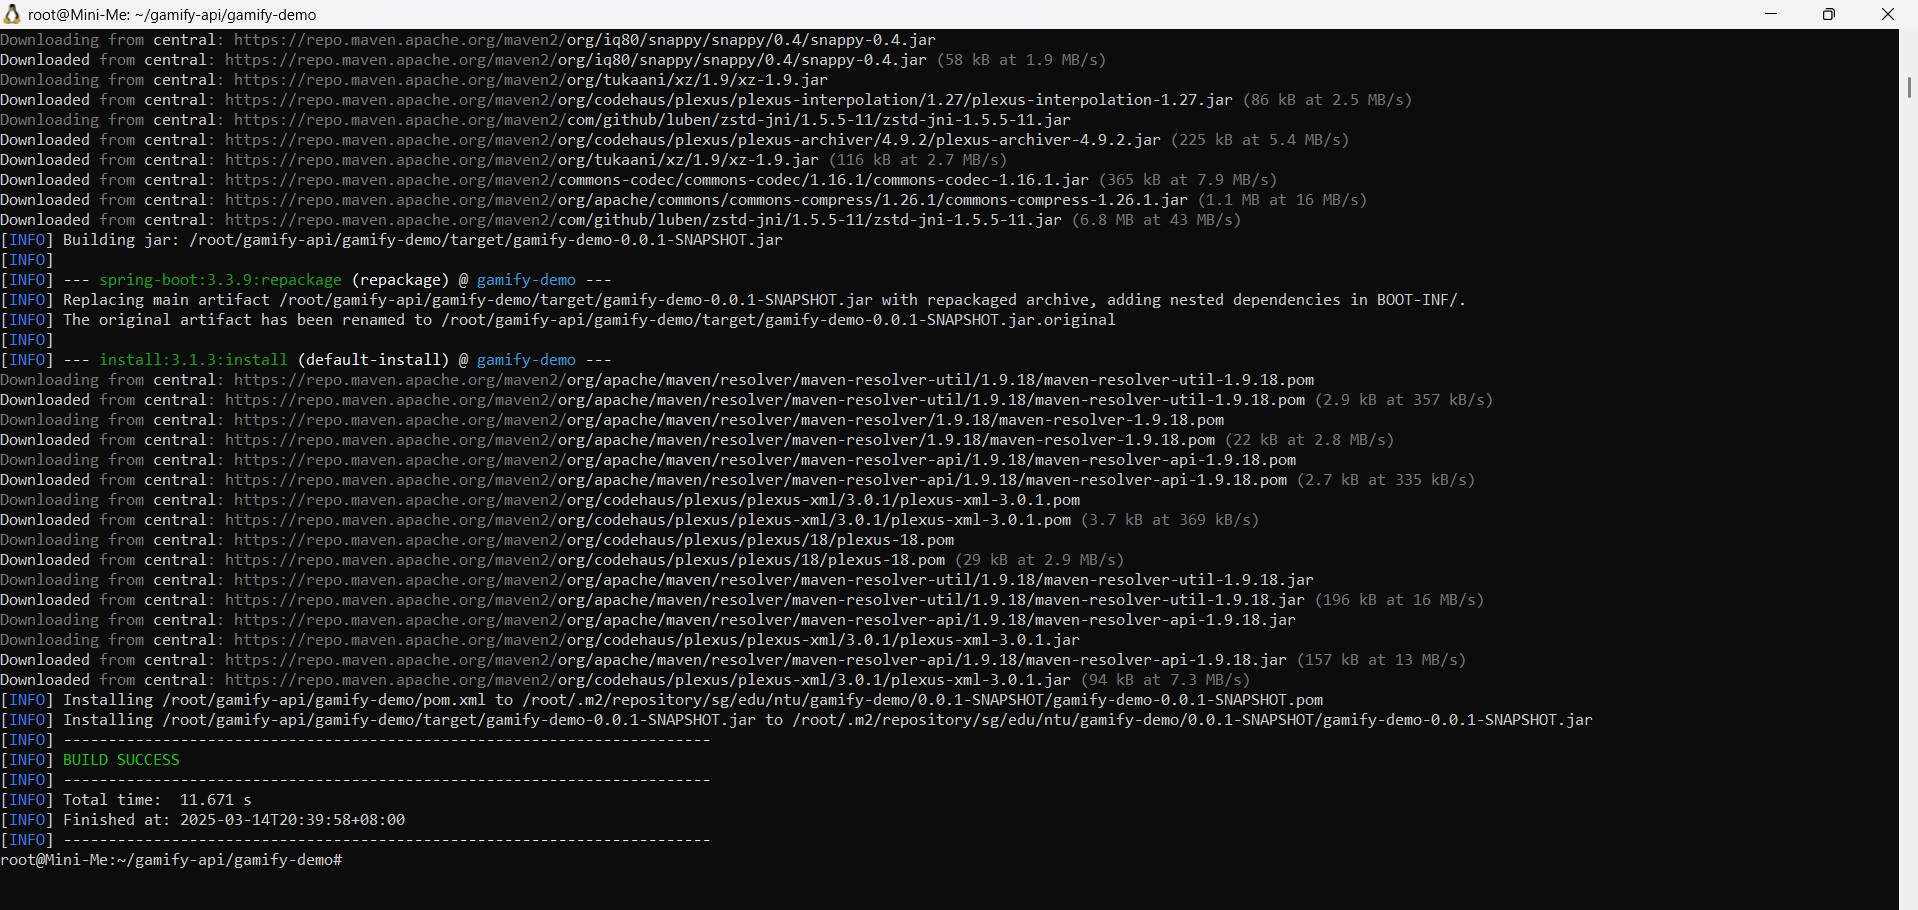 root@Mini-Me: ~/gamify-api/gamify-demo
Downloading from central: https://repo.maven.apache.org/maven2/org/iq80/snappy/snappy/0.4/snappy-0.4.jar
Downloaded from central: https://repo.maven.apache.org/maven2/org/iq80/snappy/snappy/0.4/snappy-0.4.jar (58 kB at 1.9 MB/s)
Downloading from central: https://repo.maven.apache.org/maven2/org/tukaani/xz/1.9/xz-1.9.jar
Downloaded from central: https://repo.maven.apache.org/maven2/org/codehaus/plexus/plexus-interpolation/1.27/plexus-interpolation-1.27.jar (86 kB at 2.5 MB/s)
Downloading from central: https://repo.maven.apache.org/maven2/com/github/luben/zstd-jni/1.5.5-11/zstd-jni-1.5.5-11.jar
Downloaded from central: https://repo.maven.apache.org/maven2/org/codehaus/plexus/plexus-archiver/4.9.2/plexus-archiver-4.9.2.jar (225 kB at 5.4 MB/s)
Downloaded from central: https://repo.maven.apache.org/maven2/org/tukaani/xz/1.9/xz-1.9.jar (116 kB at 2.7 MB/s)
Downloaded from central: https://repo.maven.apache.org/maven2/commons-codec/commons-codec/1.16.1/commons-codec-1.16.1.jar (365 kB at 7.9 MB/s)
Downloaded from central: https://repo.maven.apache.org/maven2/org/apache/commons/commons-compress/1.26.1/commons-compress-1.26.1.jar (1.1 MB at 16 MB/s)
Downloaded from central: https://repo.maven.apache.org/maven2/com/github/luben/zstd-jni/1.5.5-11/zstd-jni-1.5.5-11.jar (6.8 MB at 43 MB/s)
[INFO] Building jar: /root/gamify-api/gamify-demo/target/gamify-demo-0.0.1-SNAPSHOT.jar
[INFO]
[INFO] --- spring-boot:3.3.9:repackage (repackage) @ gamify-demo ---
[INFO] Replacing main artifact /root/gamify-api/gamify-demo/target/gamify-demo-0.0.1-SNAPSHOT.jar with repackaged archive, adding nested dependencies in BOOT-INF/.
[INFO] The original artifact has been renamed to /root/gamify-api/gamify-demo/target/gamify-demo-0.0.1-SNAPSHOT.jar.original
[INFO]
[INFO] --- install:3.1.3:install (default-install) @ gamify-demo ---
Downloading from central: https://repo.maven.apache.org/maven2/org/apache/maven/resolver/maven-resolver-util/1.9.18/maven-resolver-util-1.9.18.pom
Downloaded from central: https://repo.maven.apache.org/maven2/org/apache/maven/resolver/maven-resolver-util/1.9.18/maven-resolver-util-1.9.18.pom (2.9 kB at 357 kB/s)
Downloading from central: https://repo.maven.apache.org/maven2/org/apache/maven/resolver/maven-resolver/1.9.18/maven-resolver-1.9.18.pom
Downloaded from central: https://repo.maven.apache.org/maven2/org/apache/maven/resolver/maven-resolver/1.9.18/maven-resolver-1.9.18.pom (22 kB at 2.8 MB/s)
Downloading from central: https://repo.maven.apache.org/maven2/org/apache/maven/resolver/maven-resolver-api/1.9.18/maven-resolver-api-1.9.18.pom
Downloaded from central: https://repo.maven.apache.org/maven2/org/apache/maven/resolver/maven-resolver-api/1.9.18/maven-resolver-api-1.9.18.pom (2.7 kB at 335 kB/s)
Downloading from central: https://repo.maven.apache.org/maven2/org/codehaus/plexus/plexus-xml/3.0.1/plexus-xml-3.0.1.pom
Downloaded from central: https://repo.maven.apache.org/maven2/org/codehaus/plexus/plexus-xml/3.0.1/plexus-xml-3.0.1.pom (3.7 kB at 369 kB/s)
Downloading from central: https://repo.maven.apache.org/maven2/org/codehaus/plexus/plexus/18/plexus-18.pom
Downloaded from central: https://repo.maven.apache.org/maven2/org/codehaus/plexus/plexus/18/plexus-18.pom (29 kB at 2.9 MB/s)
Downloading from central: https://repo.maven.apache.org/maven2/org/apache/maven/resolver/maven-resolver-util/1.9.18/maven-resolver-util-1.9.18.jar
Downloaded from central: https://repo.maven.apache.org/maven2/org/apache/maven/resolver/maven-resolver-util/1.9.18/maven-resolver-util-1.9.18.jar (196 kB at 16 MB/s)
Downloading from central: https://repo.maven.apache.org/maven2/org/apache/maven/resolver/maven-resolver-api/1.9.18/maven-resolver-api-1.9.18.jar
Downloading from central: https://repo.maven.apache.org/maven2/org/codehaus/plexus/plexus-xml/3.0.1/plexus-xml-3.0.1.jar
Downloaded from central: https://repo.maven.apache.org/maven2/org/apache/maven/resolver/maven-resolver-api/1.9.18/maven-resolver-api-1.9.18.jar (157 kB at 13 MB/s)
Downloaded from central: https://repo.maven.apache.org/maven2/org/codehaus/plexus/plexus-xml/3.0.1/plexus-xml-3.0.1.jar (94 kB at 7.3 MB/s)
[INFO] Installing /root/gamify-api/gamify-demo/pom.xml to /root/.m2/repository/sg/edu/ntu/gamify-demo/0.0.1-SNAPSHOT/gamify-demo-0.0.1-SNAPSHOT.pom
[INFO] Installing /root/gamify-api/gamify-demo/target/gamify-demo-0.0.1-SNAPSHOT.jar to /root/.m2/repository/sg/edu/ntu/gamify-demo/0.0.1-SNAPSHOT/gamify-demo-0.0.1-SNAPSHOT.jar
[INFO] ------------------------------------------------------------------------
[INFO] BUILD SUCCESS
[INFO] ------------------------------------------------------------------------
[INFO] Total time:  11.671 s
[INFO] Finished at: 2025-03-14T20:39:58+08:00
[INFO] ------------------------------------------------------------------------
root@Mini-Me:~/gamify-api/gamify-demo#